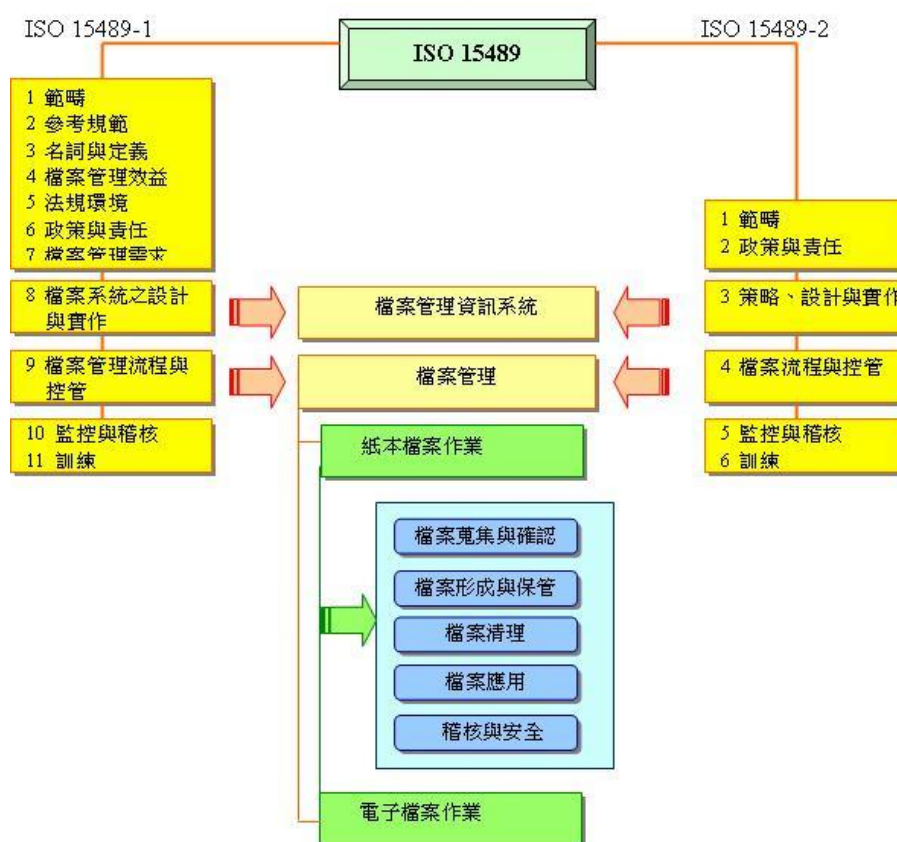 ISO 15489-1
ISO 15489
ISO 15489-2
1 範疇
2 參考規範
3 名詞與定義
4 檔案管理效益
5 法規環境
6 政策與責任
7 檔案管理需求
8 檔案系統之設計
與實作
9 檔案管理流程與
控管
10 監控與稽核
11 訓練
檔案管理資訊系統
檔案管理
紙本檔案作業
檔案蒐集與確認
檔案形成與保管
檔案清理
檔案應用
稽核與安全
電子檔案作業
1 範疇
2 政策與責任
3 策略、設計與實作
4 檔案流程與控管
5 監控與稽核
6 訓練